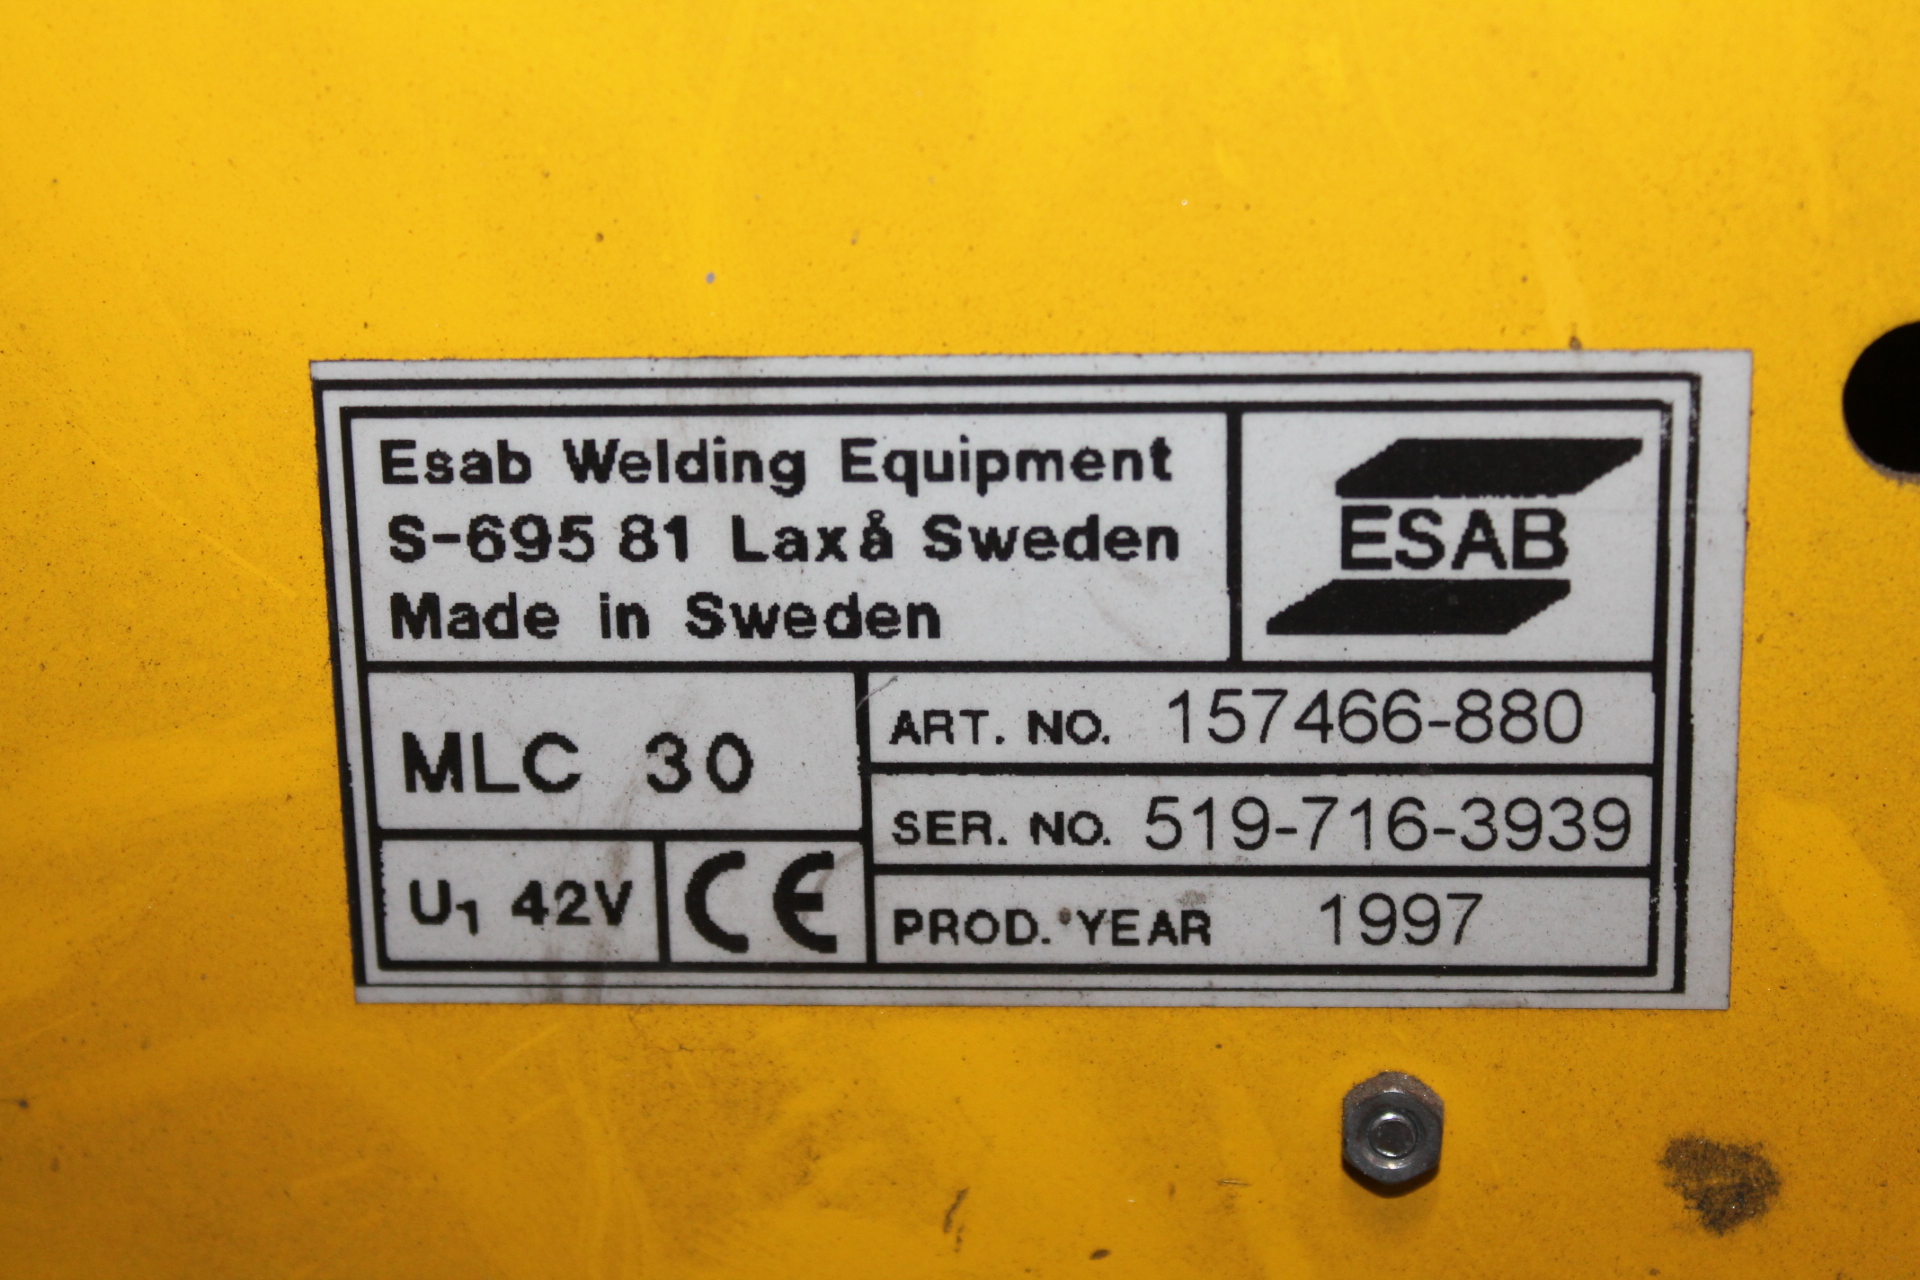 Esab Welding Equipment
S-695 81 Laxå Sweden
Made in Sweden
ESAB
MLC 30
ART. NO. 157466-880
SER. NO. 519-716-3939
U₁ 42V
CE
PROD. YEAR 1997